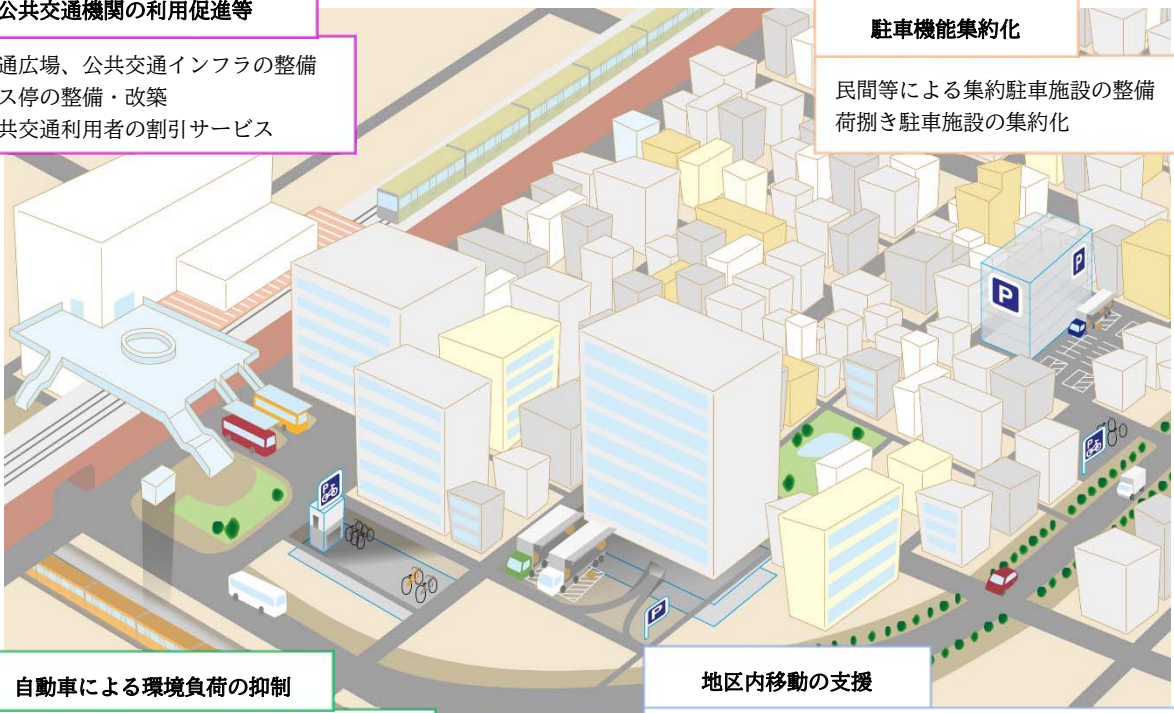 公共交通機関の利用促進等
通広場、公共交通インフラの整備
ス停の整備・改築
共交通利用者の割引サービス
駐車機能集約化
民間等による集約駐車施設の整備
荷捌き駐車施設の集約化
P
P
P
P
P
自動車による環境負荷の抑制
地区内移動の支援